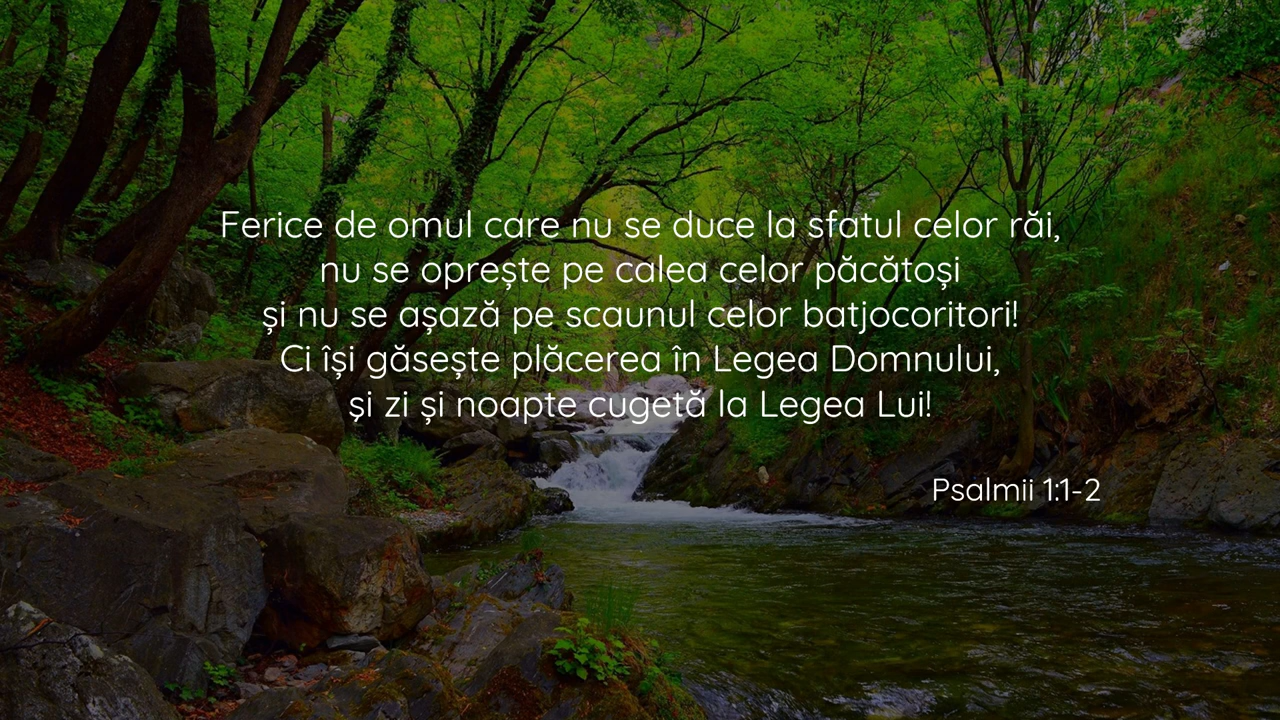 Ferice de omul care nu se duce la sfatul celor răi,
nu se oprește pe calea celor păcătoși
și nu se așază pe scaunul celor batjocoritori!
Ci își găsește plăcerea în Legea Domnului,
și zi și noapte cugetă la Legea Lui!
Psalmii 1:1-2